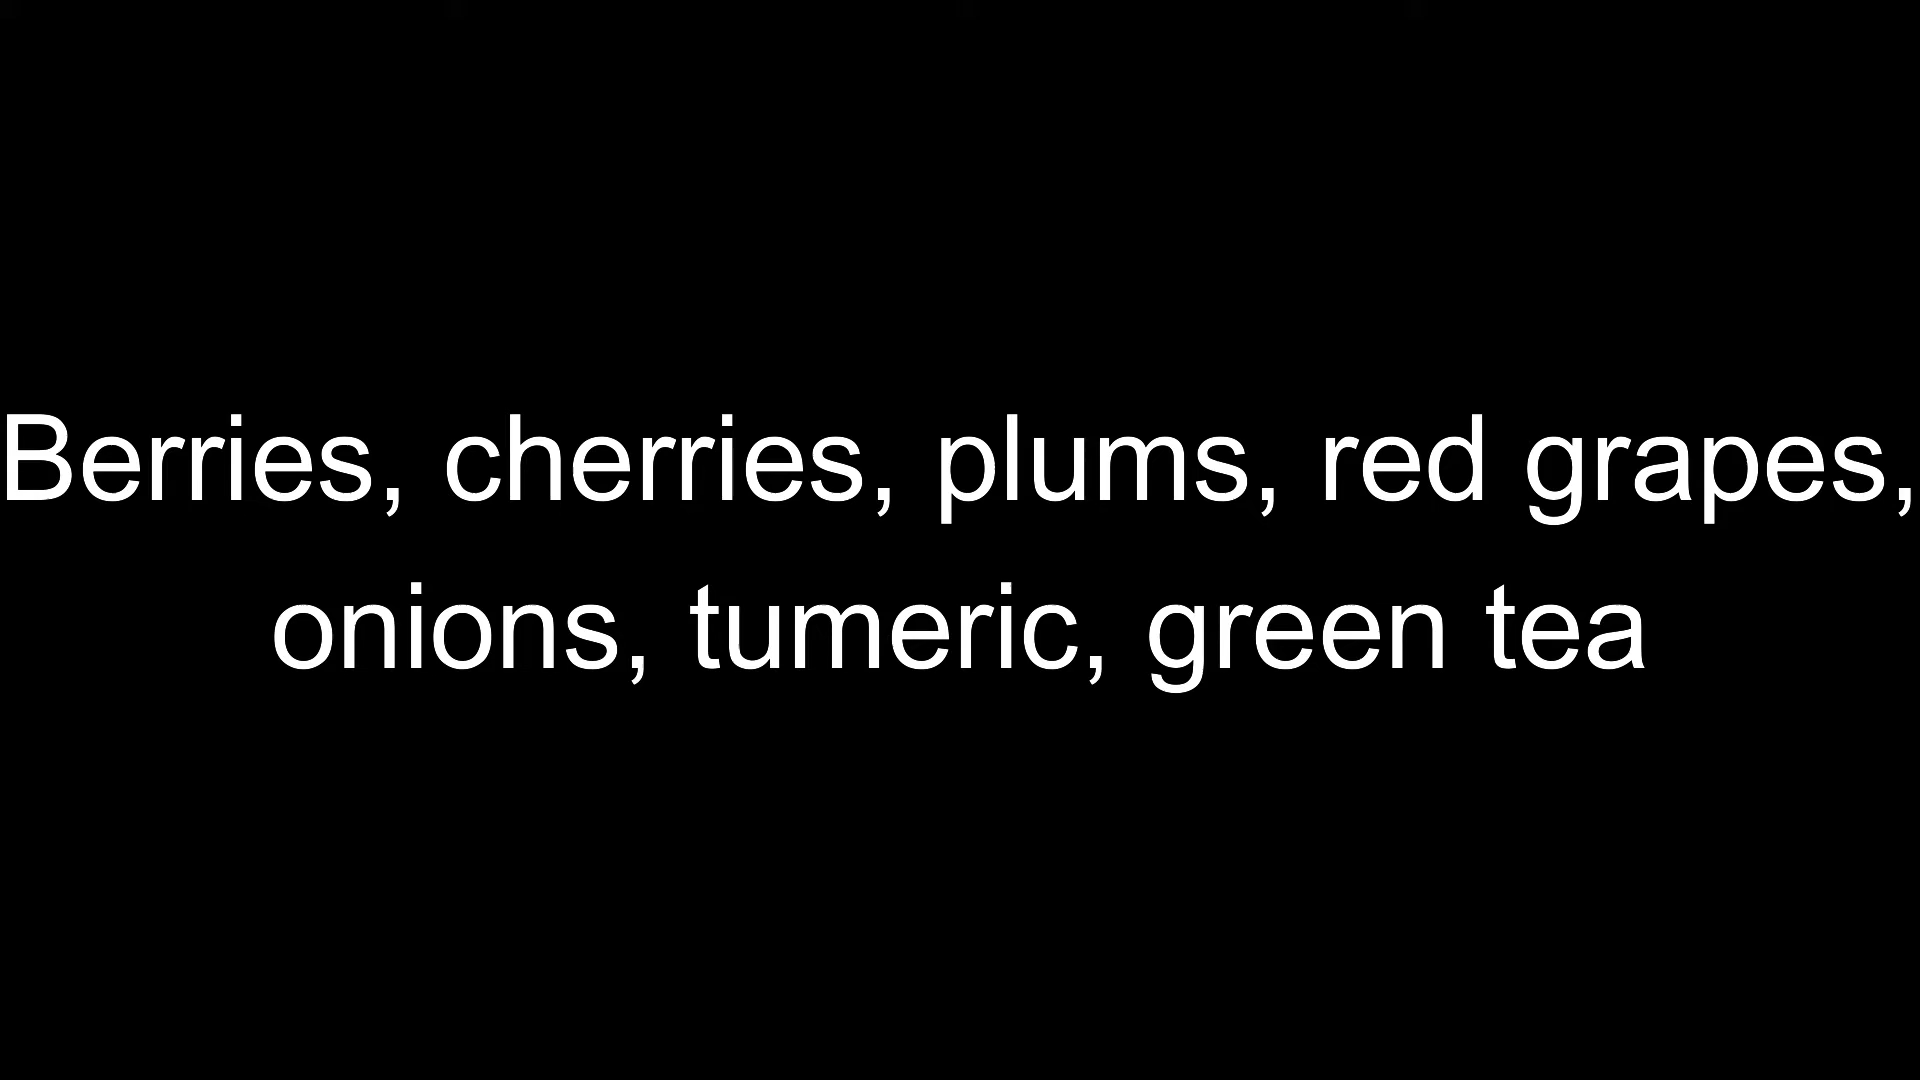 Berries, cherries, plums, red grapes,
onions, tumeric, green tea